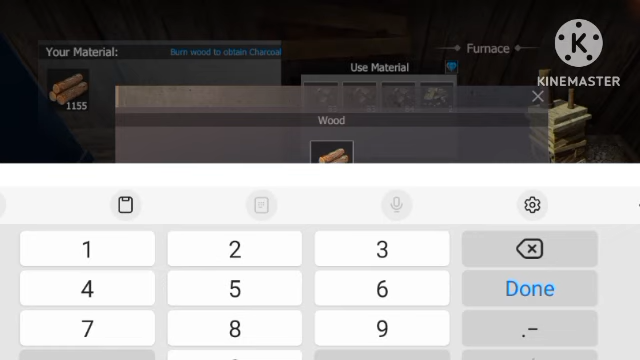 Your Material:
Burn wood to obtain Charcoal
Furnace
K
KINEMASTER
Use Material
1155
Wood
1
2
3
4
5
6
Done
7
8
9
.–